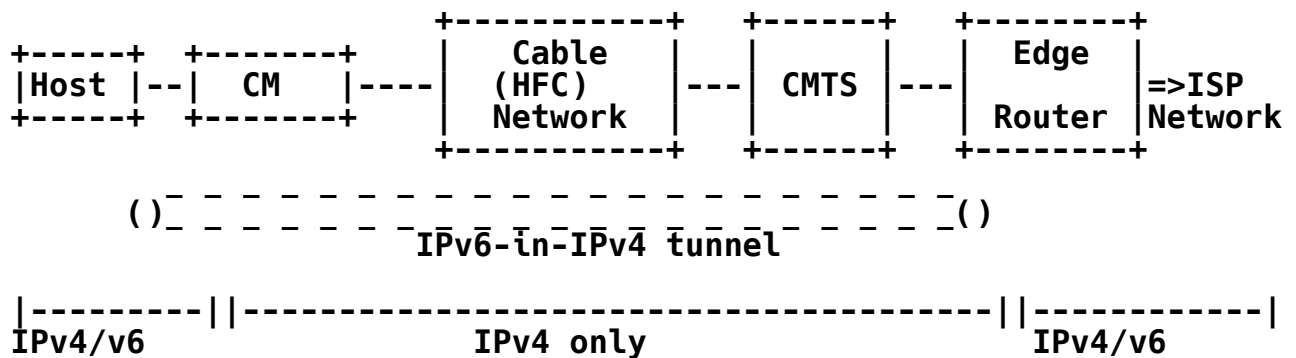 +-----------+ +------+ +--------+
+-----+ +-------+ | Cable | | | | Edge |
|Host |--| CM |----| (HFC) |---| CMTS |---| |=>ISP
+-----+ +-------+ | Network | | | | Router |Network
+-----------+ +------+ +--------+
_ _ _ _ _ _ _ _ _ _ _ _ _ _ _ _ _ _ _ _ _
()_ _ _ _ _ _ _ _ _ _ _ _ _ _ _ _ _ _ _ _ _()
IPv6-in-IPv4 tunnel
|---------||---------------------------------------||------------|
IPv4/v6 IPv4 only IPv4/v6